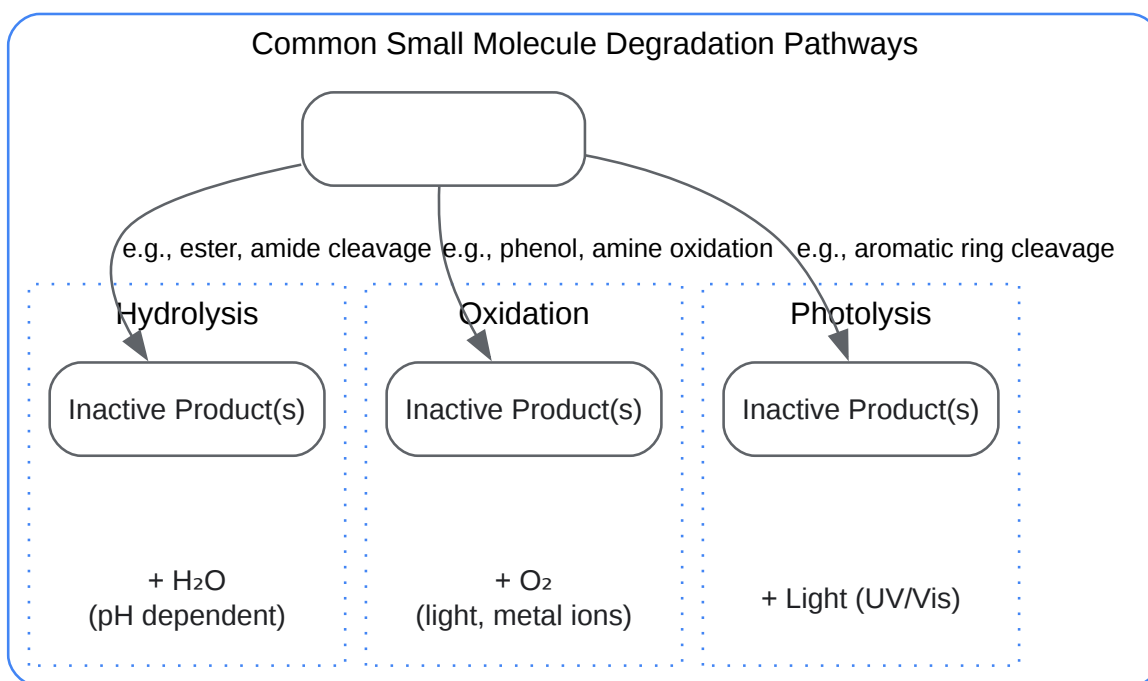 Common Small Molecule Degradation Pathways
e.g., ester, amide cleavage
e.g., phenol, amine oxidation
e.g., aromatic ring cleavage
Hydrolysis
Oxidation
Photolysis
Inactive Product(s)
Inactive Product(s)
Inactive Product(s)
+ H₂O
(pH dependent)
+ O₂
(light, metal ions)
+ Light (UV/Vis)